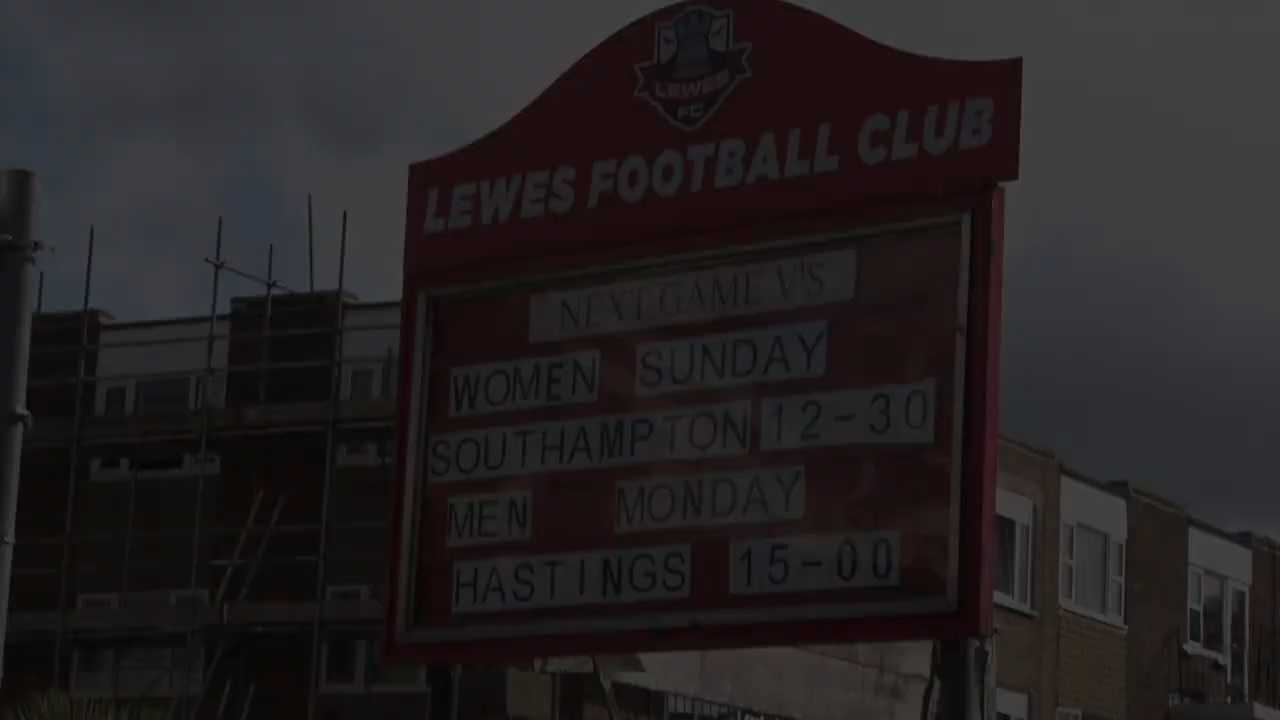 LEWES
FC
LEWES FOOTBALL CLUB
NEXT GAME V'S
WOMEN SUNDAY
SOUTHAMPTON 12-30
MEN MONDAY
HASTINGS 15-00